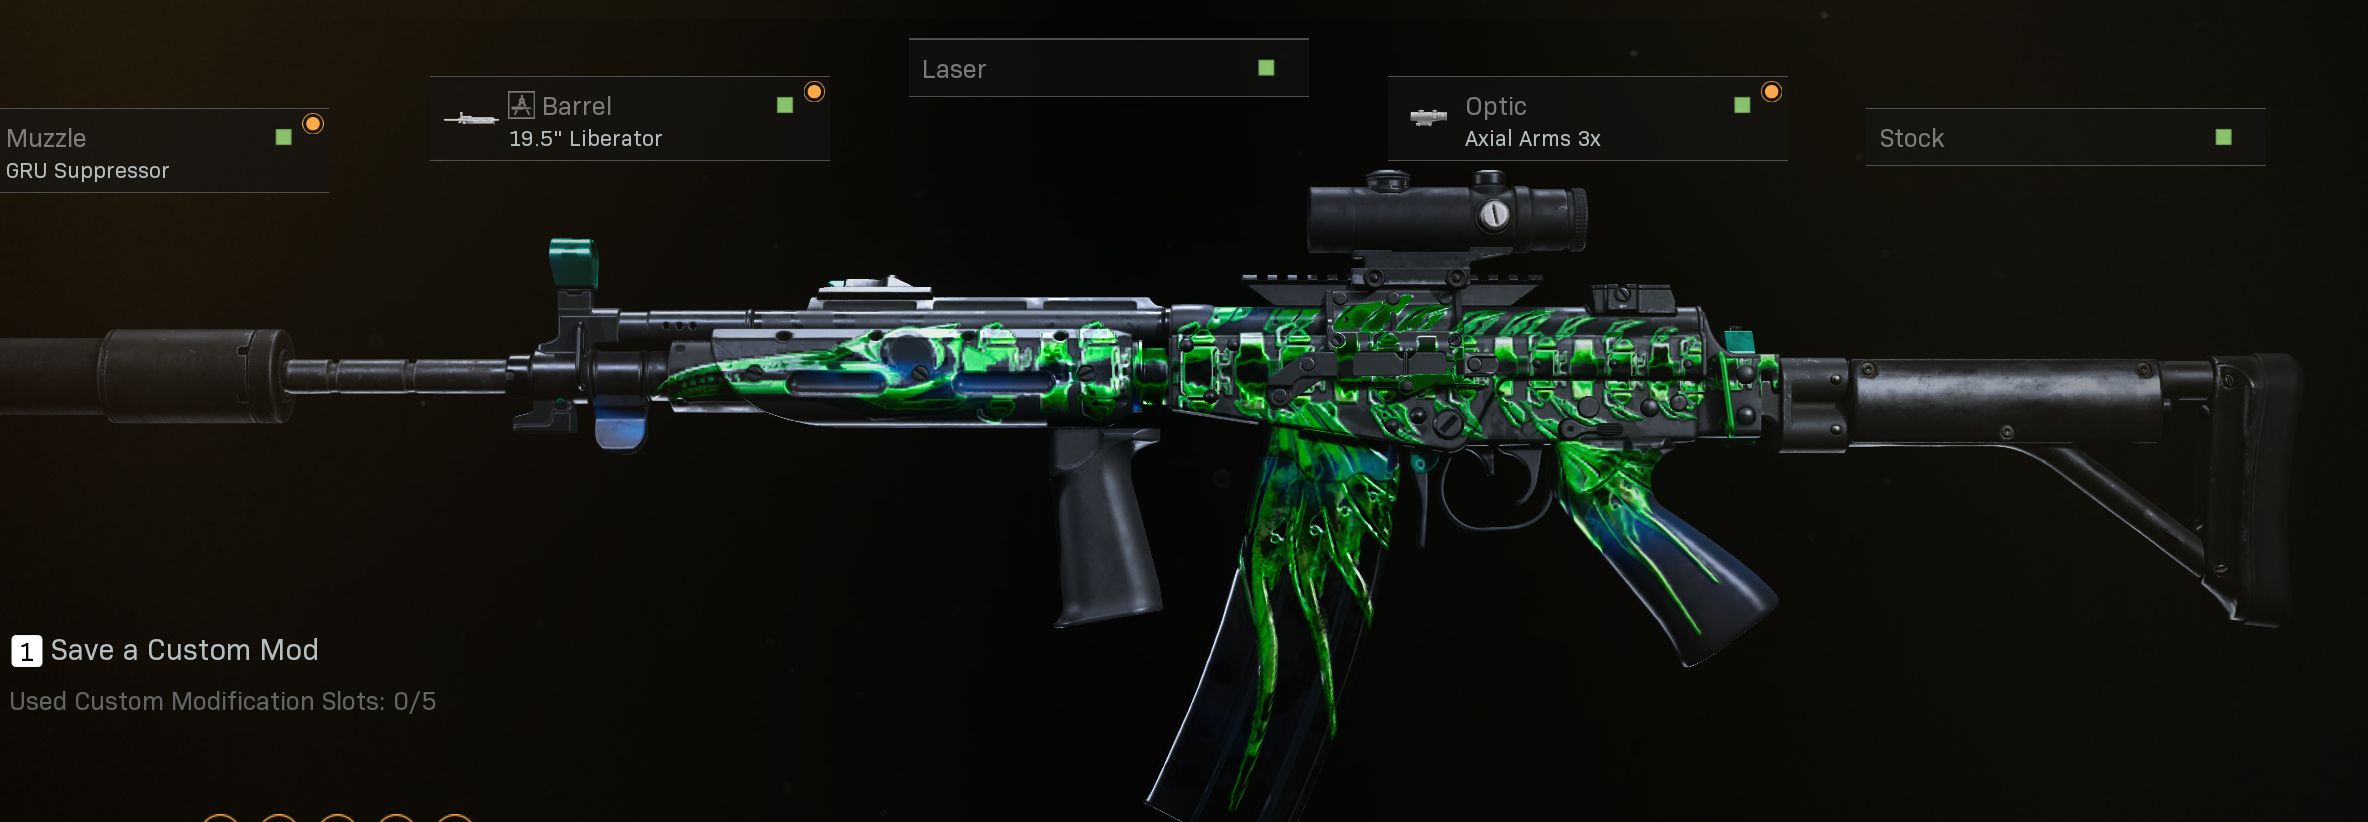 Laser
Barrel
19.5" Liberator
Optic
Axial Arms 3x
Muzzle
GRU Suppressor
Stock
1 Save a Custom Mod
Used Custom Modification Slots: 0/5